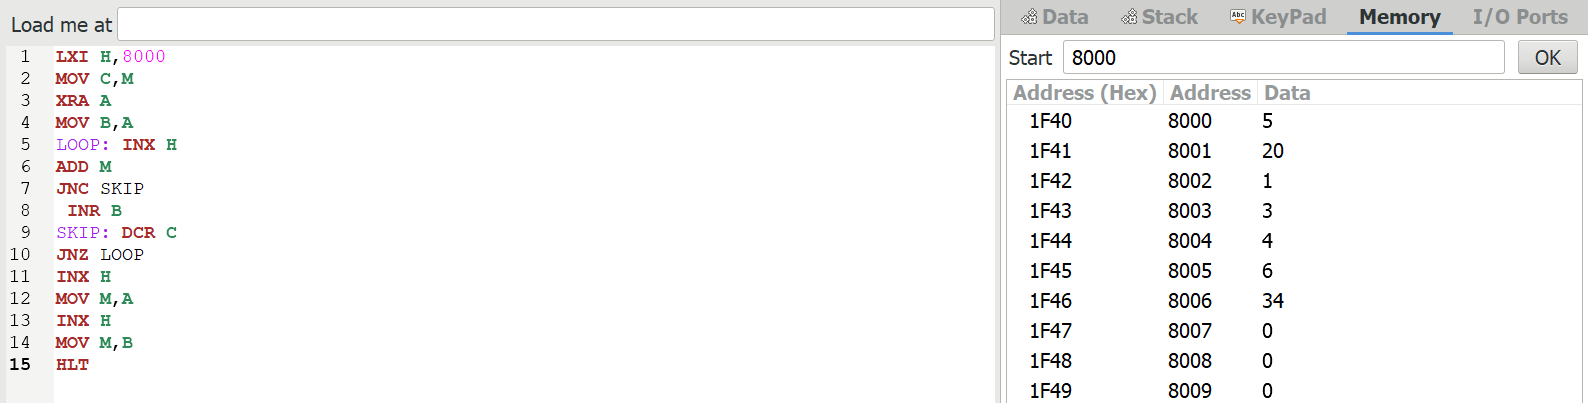 Load me at
1 LXI H,8000
2 MOV C,M
3 XRA A
4 MOV B,A
5 LOOP: INX H
6 ADD M
7 JNC SKIP
8 INR B
9 SKIP: DCR C
10 JNZ LOOP
11 INX H
12 MOV M,A
13 INX H
14 MOV M,B
15 HLT
Data Stack Abc KeyPad Memory I/O Ports
Start 8000 OK
Address (Hex) Address Data
1F40 8000 5
1F41 8001 20
1F42 8002 1
1F43 8003 3
1F44 8004 4
1F45 8005 6
1F46 8006 34
1F47 8007 0
1F48 8008 0
1F49 8009 0